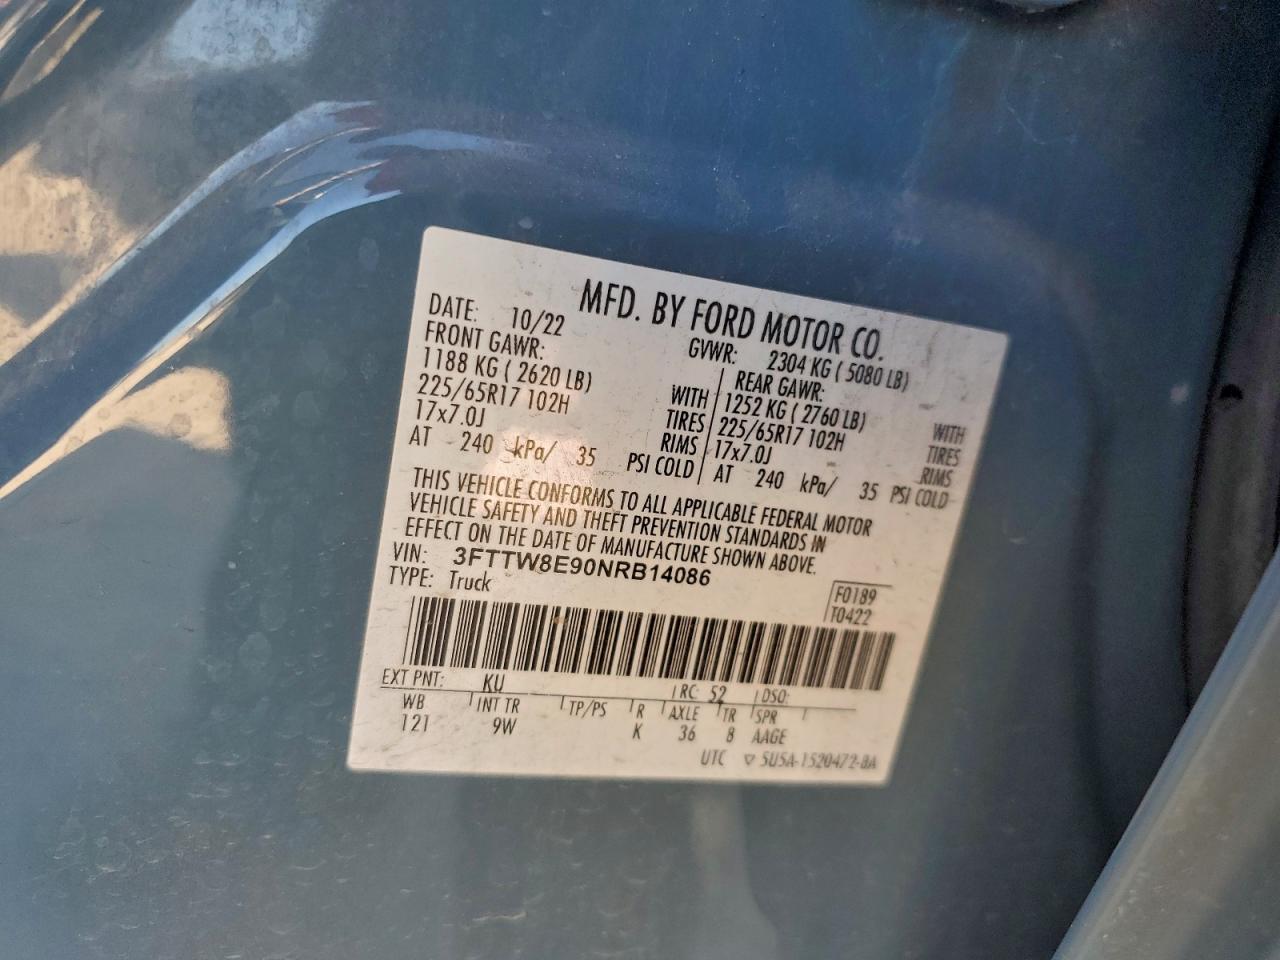 MFD. BY FORD MOTOR CO.
DATE: 10/22 GVWR: 2304 KG ( 5080 LB)
FRONT GAWR: REAR GAWR:
1188 KG ( 2620 LB) WITH 1252 KG ( 2760 LB) WITH
225/65R17 102H TIRES 225/65R17 102H TIRES
17x7.0J RIMS 17x7.0J RIMS
AT 240 kPa/ 35 PSI COLD AT 240 kPa/ 35 PSI COLD
THIS VEHICLE CONFORMS TO ALL APPLICABLE FEDERAL MOTOR
VEHICLE SAFETY AND THEFT PREVENTION STANDARDS IN
EFFECT ON THE DATE OF MANUFACTURE SHOWN ABOVE.
VIN: 3FTTW8E90NRB14086
TYPE: Truck
F0189
T0422
EXT PNT: KU RC: 52 DSO:
WB INT TR TP/PS R AXLE TR SPR
121 9W K 36 8 AAGE
UTC ▽ 5U5A-1520472-BA